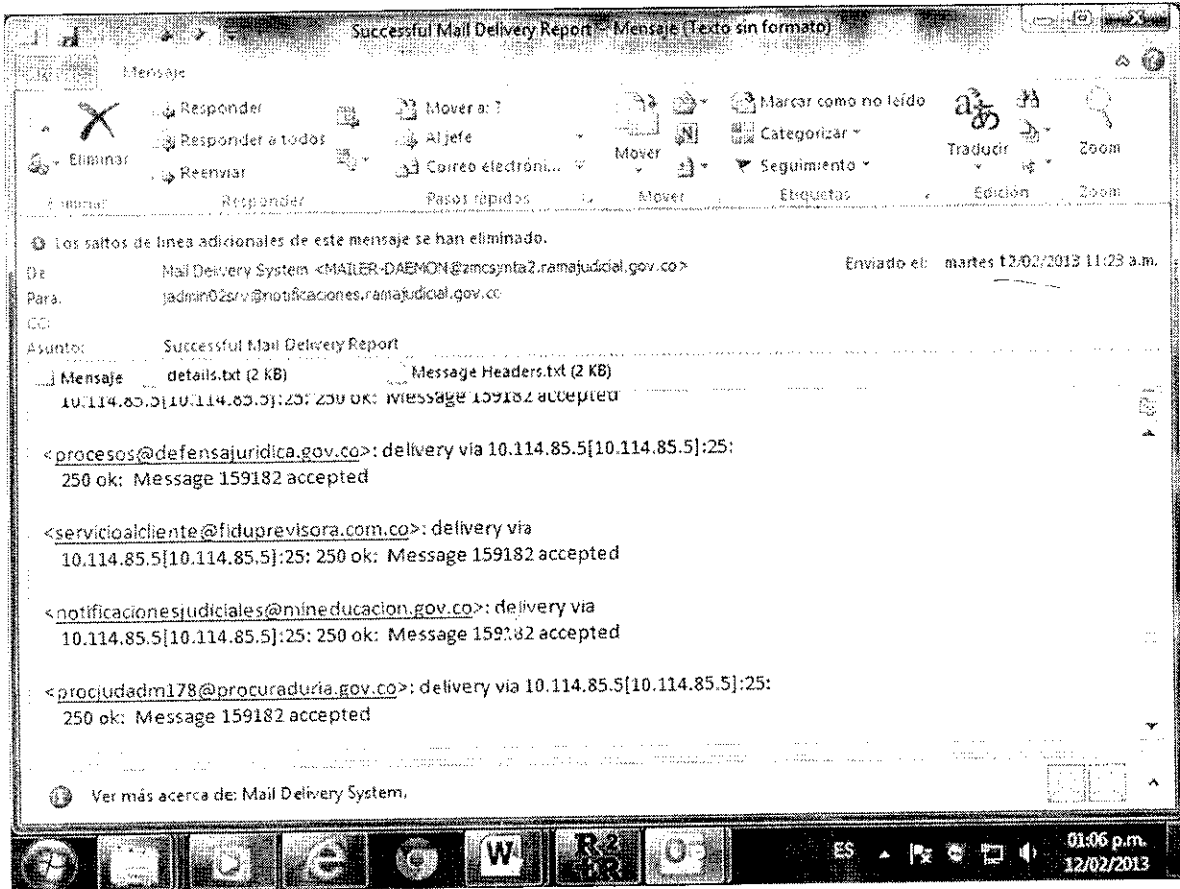 Successful Mail Delivery Report - Mensaje (Texto sin formato)
Mensaje
Eliminar
Responder
Responder a todos
Reenviar
Mover a: ?
Al jefe
Correo electróni...
Mover
Marcar como no leído
Categorizar
Seguimiento
Traducir
Zoom
Eliminar
Responder
Pasos rápidos
Mover
Etiquetas
Edición
Zoom
Los saltos de línea adicionales de este mensaje se han eliminado.
De Mail Delivery System <MAILER-DAEMON@zmcsynta2.ramajudicial.gov.co>
Enviado el: martes 12/02/2013 11:23 a.m.
Para: jadmin02srv@notificaciones.ramajudicial.gov.co
CC:
Asunto: Successful Mail Delivery Report
Mensaje details.txt (2 KB) Message Headers.txt (2 KB)
10.114.85.5[10.114.85.5]:25: 250 ok: Message 159182 accepted
<procesos@defensajuridica.gov.co>: delivery via 10.114.85.5[10.114.85.5]:25:
250 ok: Message 159182 accepted
<servicioalcliente@fiduprevisora.com.co>: delivery via
10.114.85.5[10.114.85.5]:25: 250 ok: Message 159182 accepted
<notificacionesjudiciales@mineducacion.gov.co>: delivery via
10.114.85.5[10.114.85.5]:25: 250 ok: Message 159182 accepted
<procjudadm178@procuraduria.gov.co>: delivery via 10.114.85.5[10.114.85.5]:25:
250 ok: Message 159182 accepted
Ver más acerca de: Mail Delivery System.
ES
01:06 p.m.
12/02/2013